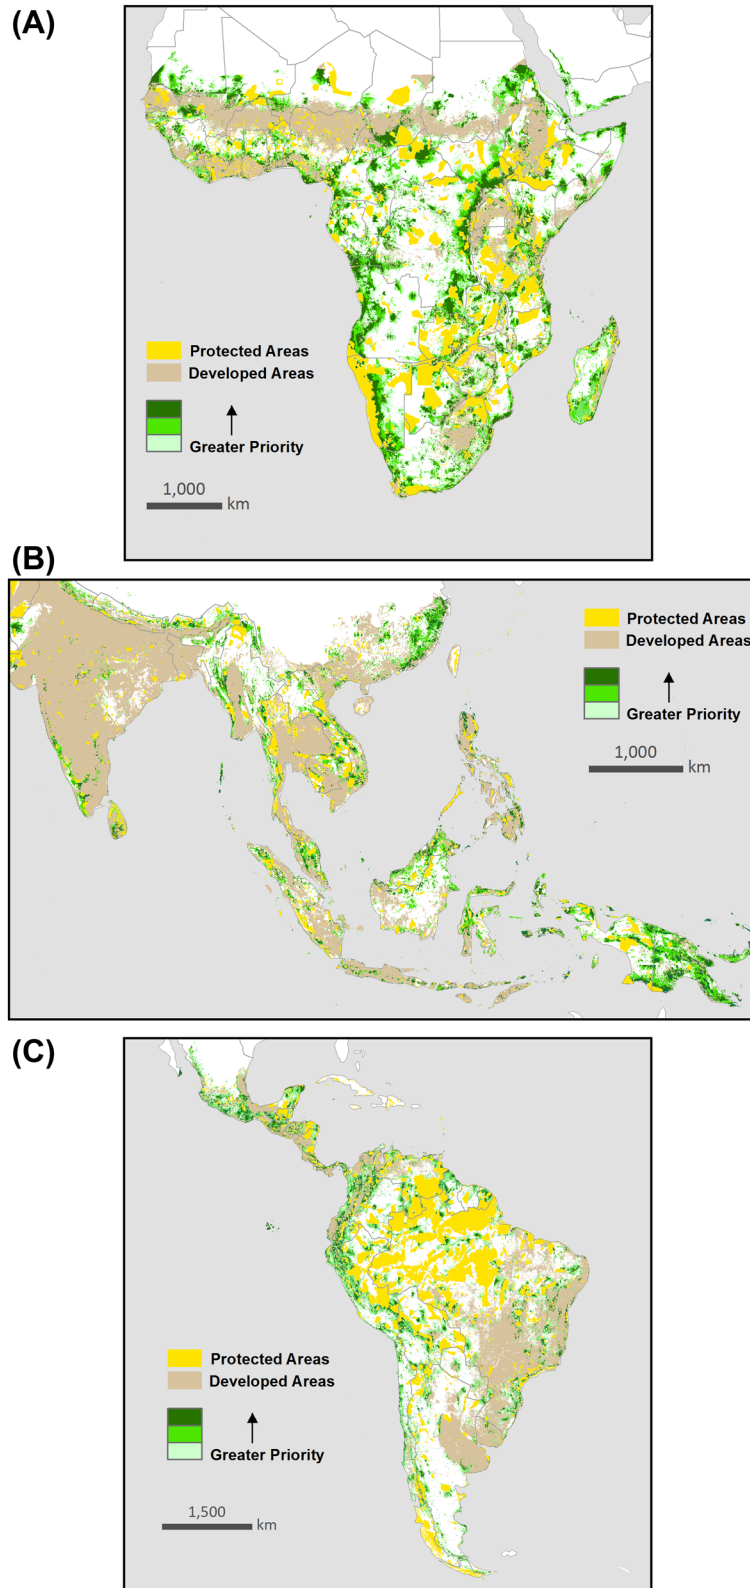 (A)
Protected Areas
Developed Areas
Greater Priority
1,000
km
(B)
Protected Areas
Developed Areas
Greater Priority
1,000
km
(C)
Protected Areas
Developed Areas
Greater Priority
1,500
km